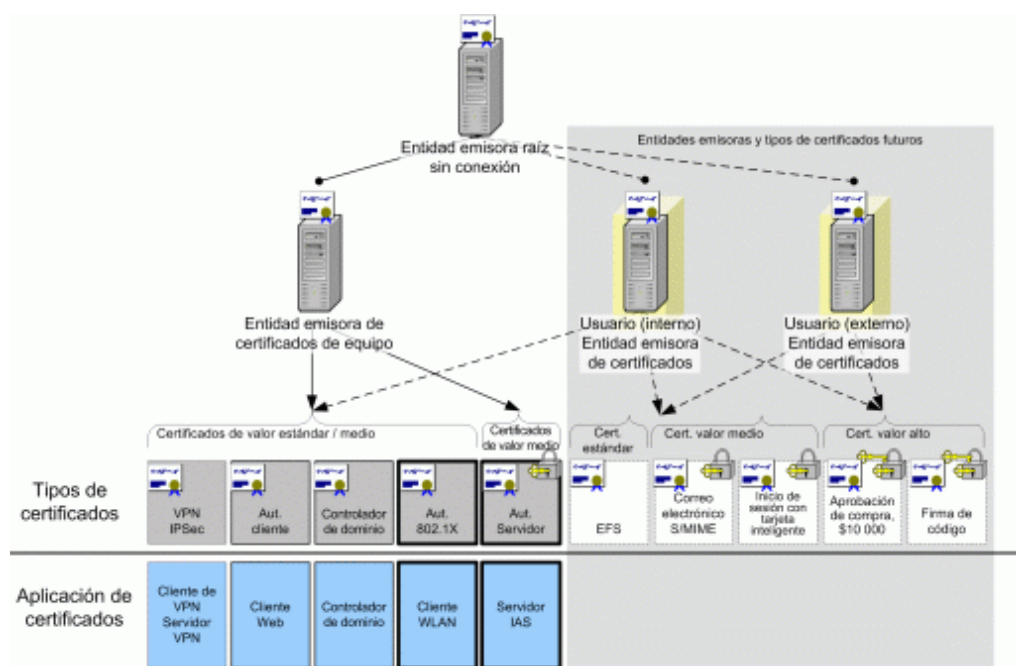 Entidad emisora raíz
sin conexión
Entidades emisoras y tipos de certificados futuros
Entidad emisora de
certificados de equipo
Usuario (interno)
Entidad emisora
de certificados
Usuario (externo)
Entidad emisora
de certificados
Certificados de valor estándar / medio
Certificados
de valor medio
Cert.
estándar
Cert. valor medio
Cert. valor alto
Tipos de
certificados
VPN
IPSec
Aut.
cliente
Controlador
de dominio
Aut.
802.1X
Aut.
Servidor
EFS
Correo
electrónico
S/MIME
Inicio de
sesión con
tarjeta
inteligente
Aprobación
de compra,
$10 000
Firma de
código
Aplicación de
certificados
Cliente de
VPN
Servidor
VPN
Cliente
Web
Controlador
de dominio
Cliente
WLAN
Servidor
IAS